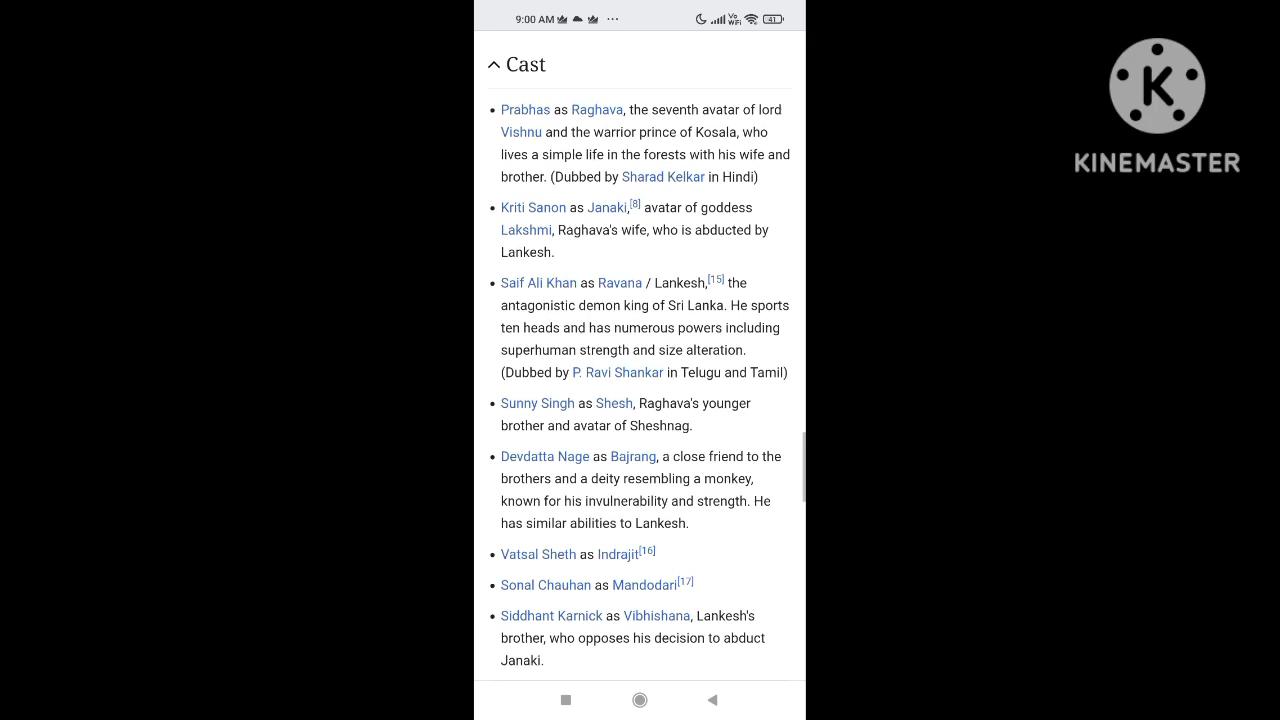 9:00 AM
Vo
WiFi
41
Cast
K
KINEMASTER
• Prabhas as Raghava, the seventh avatar of lord
Vishnu and the warrior prince of Kosala, who
lives a simple life in the forests with his wife and
brother. (Dubbed by Sharad Kelkar in Hindi)
• Kriti Sanon as Janaki,[8] avatar of goddess
Lakshmi, Raghava's wife, who is abducted by
Lankesh.
• Saif Ali Khan as Ravana / Lankesh,[15] the
antagonistic demon king of Sri Lanka. He sports
ten heads and has numerous powers including
superhuman strength and size alteration.
(Dubbed by P. Ravi Shankar in Telugu and Tamil)
• Sunny Singh as Shesh, Raghava's younger
brother and avatar of Sheshnag.
• Devdatta Nage as Bajrang, a close friend to the
brothers and a deity resembling a monkey,
known for his invulnerability and strength. He
has similar abilities to Lankesh.
• Vatsal Sheth as Indrajit[16]
• Sonal Chauhan as Mandodari[17]
• Siddhant Karnick as Vibhishana, Lankesh's
brother, who opposes his decision to abduct
Janaki.